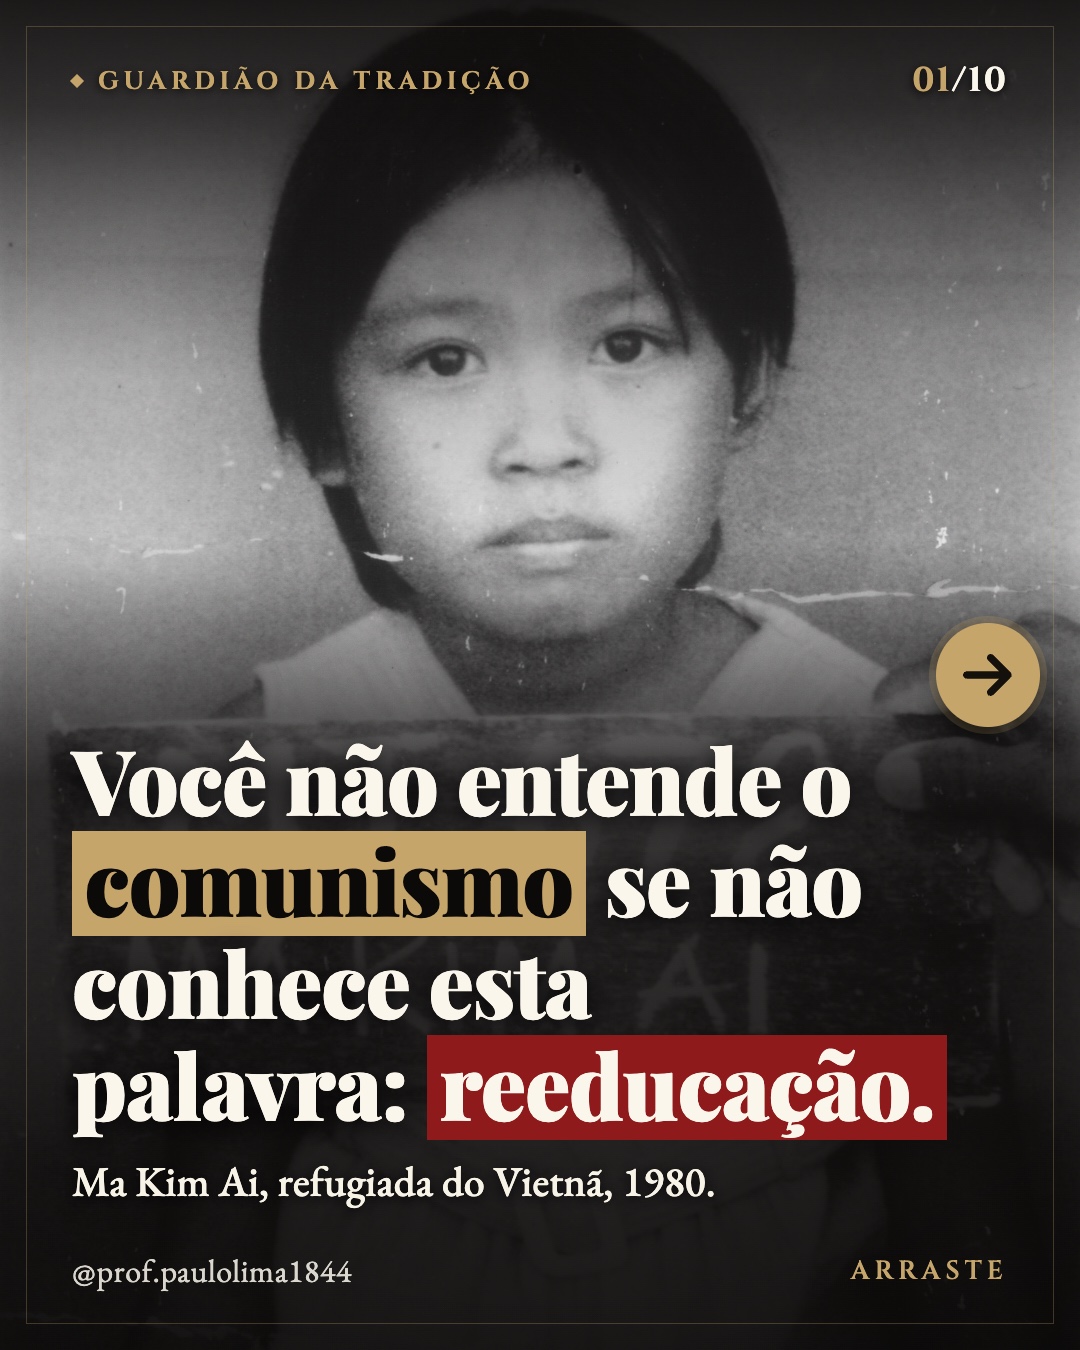 GUARDIÃO DA TRADIÇÃO
01/10
Você não entende o
comunismo se não
conhece esta
palavra: reeducação.
Ma Kim Ai, refugiada do Vietnã, 1980.
@prof.paulolima1844
ARRASTE